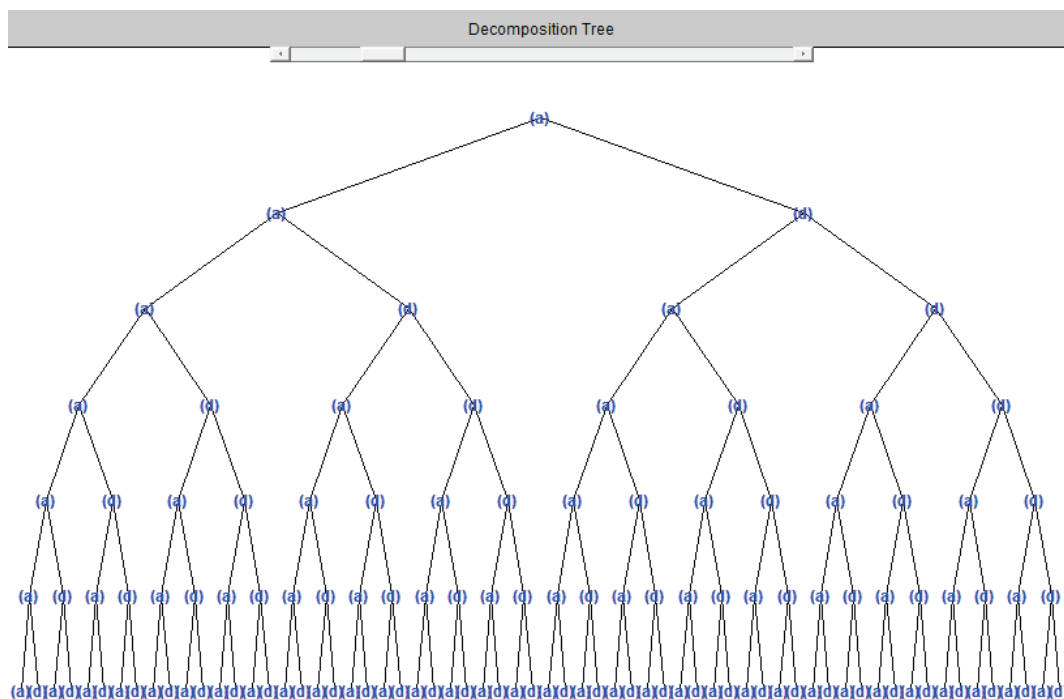 Decomposition Tree
(a)
(a) (d)
(a) (d) (a) (d)
(a) (d) (a) (d) (a) (d) (a) (d)
(a) (d) (a) (d) (a) (d) (a) (d) (a) (d) (a) (d) (a) (d) (a) (d)
(a) (d) (a) (d) (a) (d) (a) (d) (a) (d) (a) (d) (a) (d) (a) (d) (a) (d) (a) (d) (a) (d) (a) (d) (a) (d) (a) (d) (a) (d) (a) (d)
(a)(d)(a)(d)(a)(d)(a)(d)(a)(d)(a)(d)(a)(d)(a)(d)(a)(d)(a)(d)(a)(d)(a)(d)(a)(d)(a)(d)(a)(d)(a)(d)(a)(d)(a)(d)(a)(d)(a)(d)(a)(d)(a)(d)(a)(d)(a)(d)(a)(d)(a)(d)(a)(d)(a)(d)(a)(d)(a)(d)(a)(d)(a)(d)